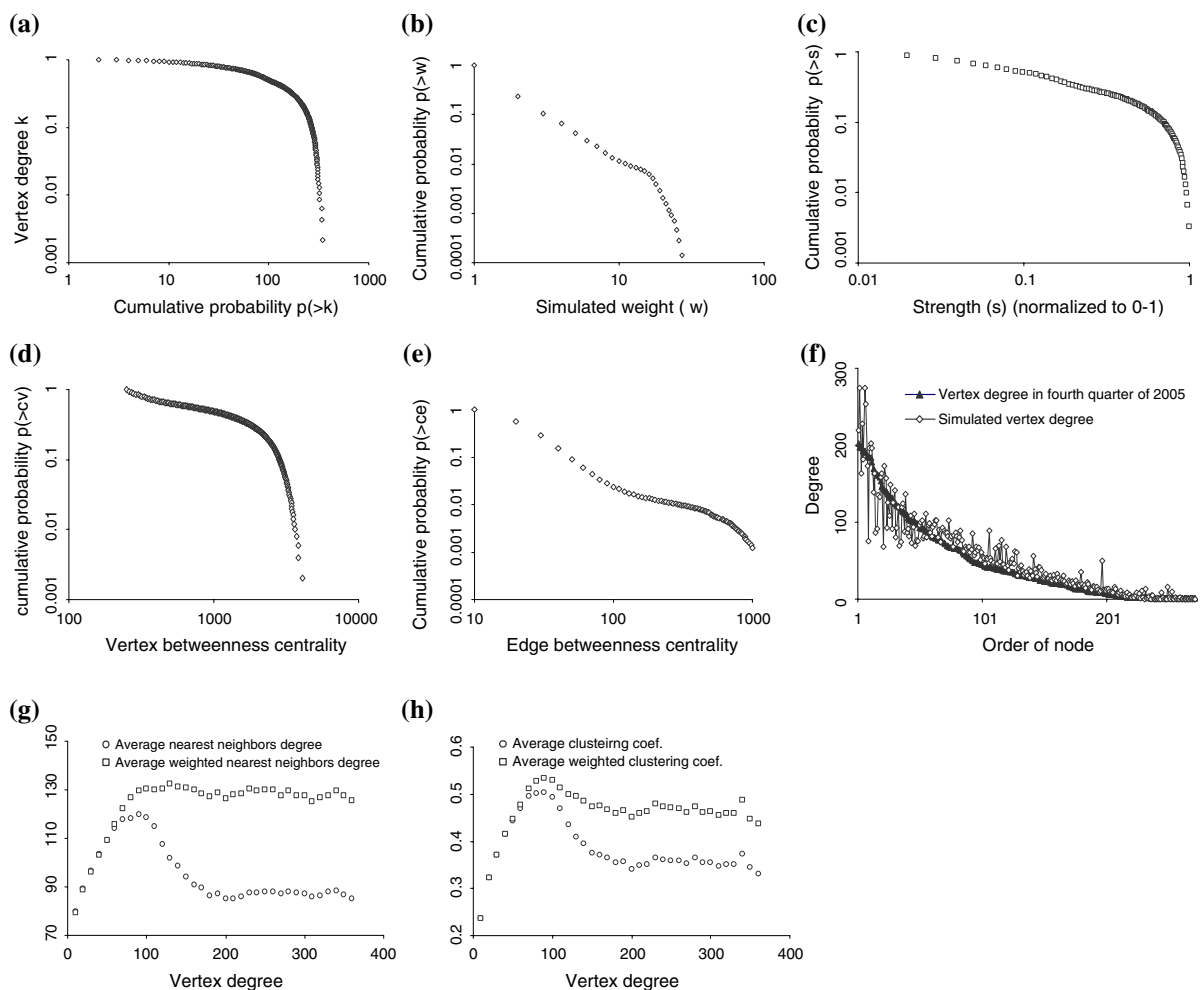 (a)
1
0.1
0.01
0.001
Vertex degree k
1
10
100
1000
Cumulative probability p(>k)
(b)
1
0.1
0.01
0.001
0.0001
Cumulative probablity p(>w)
1
10
100
Simulated weight ( w)
(c)
1
0.1
0.01
0.001
Cumulative probablity p(>s)
0.01
0.1
1
Strength (s) (normalized to 0-1)
(d)
1
0.1
0.01
0.001
cumulative probablity p(>cv)
100
1000
10000
Vertex betweenness centrality
(e)
1
0.1
0.01
0.001
0.0001
Cumulative probablity p(>ce)
10
100
1000
Edge betweenness centrality
(f)
300
200
100
0
Degree
Vertex degree in fourth quarter of 2005
Simulated vertex degree
1
101
201
Order of node
(g)
150
130
110
90
70
Average nearest neighbors degree
Average weighted nearest neighbors degree
0
100
200
300
400
Vertex degree
(h)
0.6
0.5
0.4
0.3
0.2
Average clusteirng coef.
Average weighted clustering coef.
0
100
200
300
400
Vertex degree